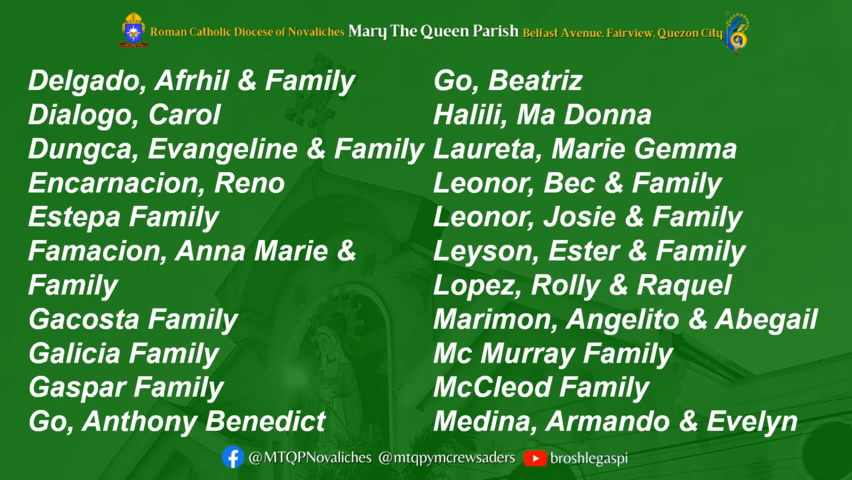 Roman Catholic Diocese of Novaliches Mary The Queen Parish Belfast Avenue, Fairview, Quezon City
Delgado, Afrhil & Family
Dialogo, Carol
Dungca, Evangeline & Family
Encarnacion, Reno
Estepa Family
Famacion, Anna Marie &
Family
Gacosta Family
Galicia Family
Gaspar Family
Go, Anthony Benedict
Go, Beatriz
Halili, Ma Donna
Laureta, Marie Gemma
Leonor, Bec & Family
Leonor, Josie & Family
Leyson, Ester & Family
Lopez, Rolly & Raquel
Marimon, Angelito & Abegail
Mc Murray Family
McCleod Family
Medina, Armando & Evelyn
@MTQPNovaliches @mtqpymcrewsaders broshlegaspi